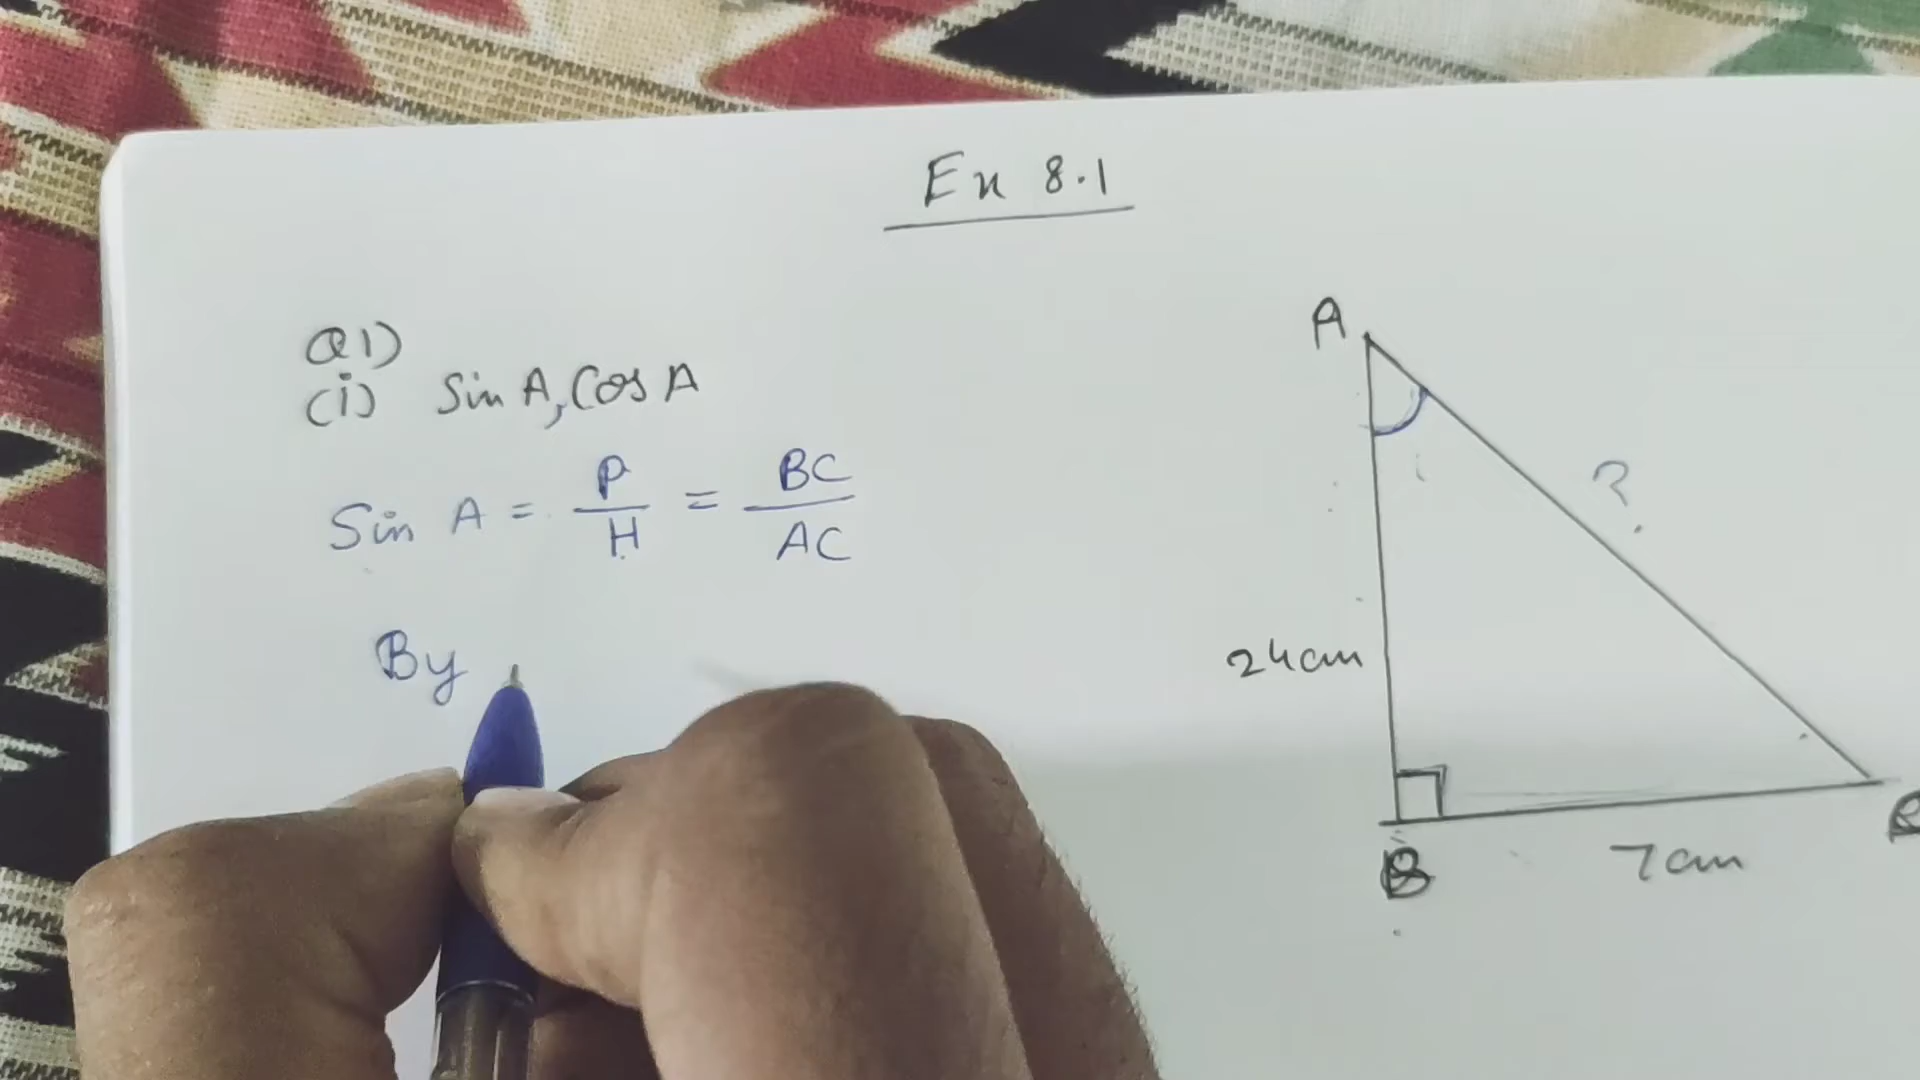 Ex 8.1
Q1)
(i) Sin A, Cos A
Sin A = P/H = BC/AC
By
A
?
24cm
B
7cm